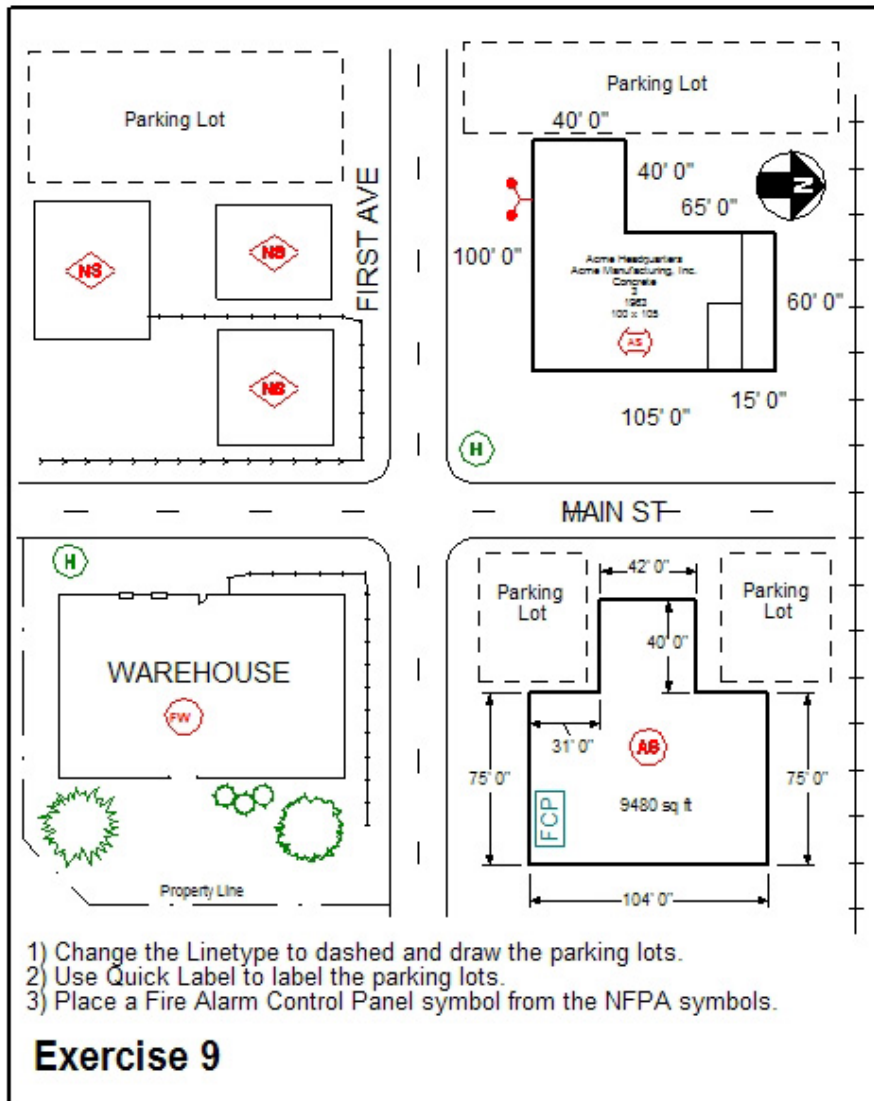 Parking Lot
Parking Lot
40' 0"
40' 0"
65' 0"
N
FIRST AVE
NS
NS
100' 0"
Acme Headquarters
Acme Manufacturing, Inc.
Concrete
1962
100 x 105
60' 0"
AS
NS
15' 0"
105' 0"
H
MAIN ST
H
42' 0"
Parking
Lot
Parking
Lot
40' 0"
WAREHOUSE
FW
31' 0"
AS
75' 0"
75' 0"
FCP
9480 sq ft
Property Line
104' 0"
1) Change the Linetype to dashed and draw the parking lots.
2) Use Quick Label to label the parking lots.
3) Place a Fire Alarm Control Panel symbol from the NFPA symbols.
Exercise 9